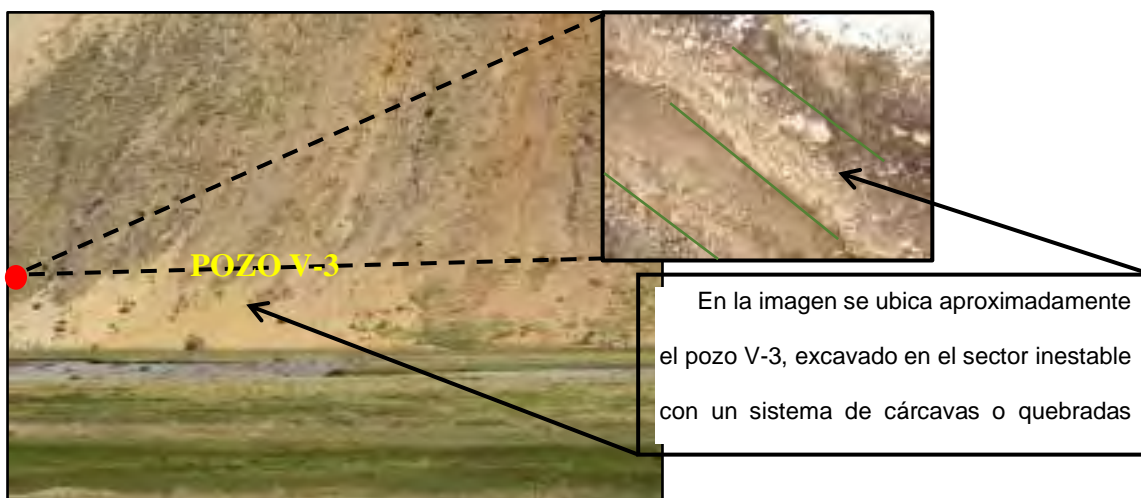 POZO V-3
En la imagen se ubica aproximadamente
el pozo V-3, excavado en el sector inestable
con un sistema de cárcavas o quebradas